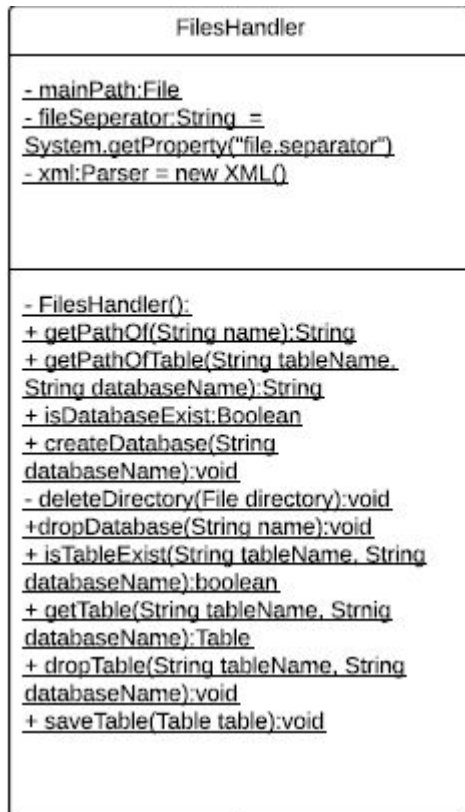 FilesHandler
- mainPath:File
- fileSeperator:String =
System.getProperty("file.separator")
- xml:Parser = new XML()
- FilesHandler():
+ getPathOf(String name):String
+ getPathOfTable(String tableName,
String databaseName):String
+ isDatabaseExist:Boolean
+ createDatabase(String
databaseName):void
- deleteDirectory(File directory):void
+dropDatabase(String name):void
+ isTableExist(String tableName, String
databaseName):boolean
+ getTable(String tableName, Strnig
databaseName):Table
+ dropTable(String tableName, String
databaseName):void
+ saveTable(Table table):void